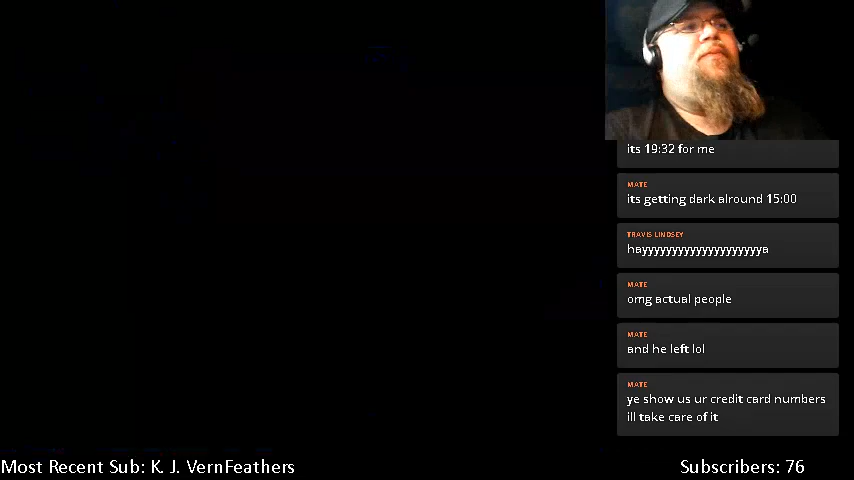 its 19:32 for me
MATE
its getting dark alround 15:00
TRAVIS LINDSEY
hayyyyyyyyyyyyyyyyyyyya
MATE
omg actual people
MATE
and he left lol
MATE
ye show us ur credit card numbers
ill take care of it
Most Recent Sub: K. J. VernFeathers
Subscribers: 76